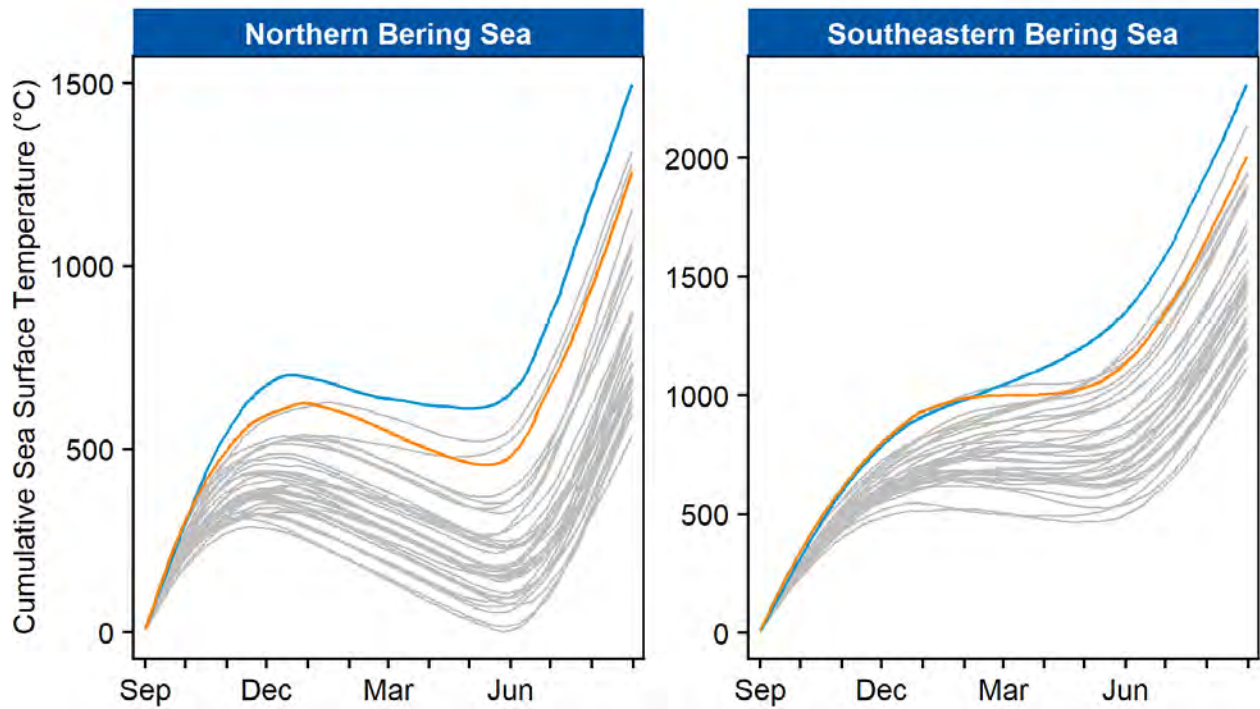 Northern Bering Sea
Southeastern Bering Sea
Cumulative Sea Surface Temperature (°C)
1500
1000
500
0
Sep Dec Mar Jun
2000
1500
1000
500
0
Sep Dec Mar Jun